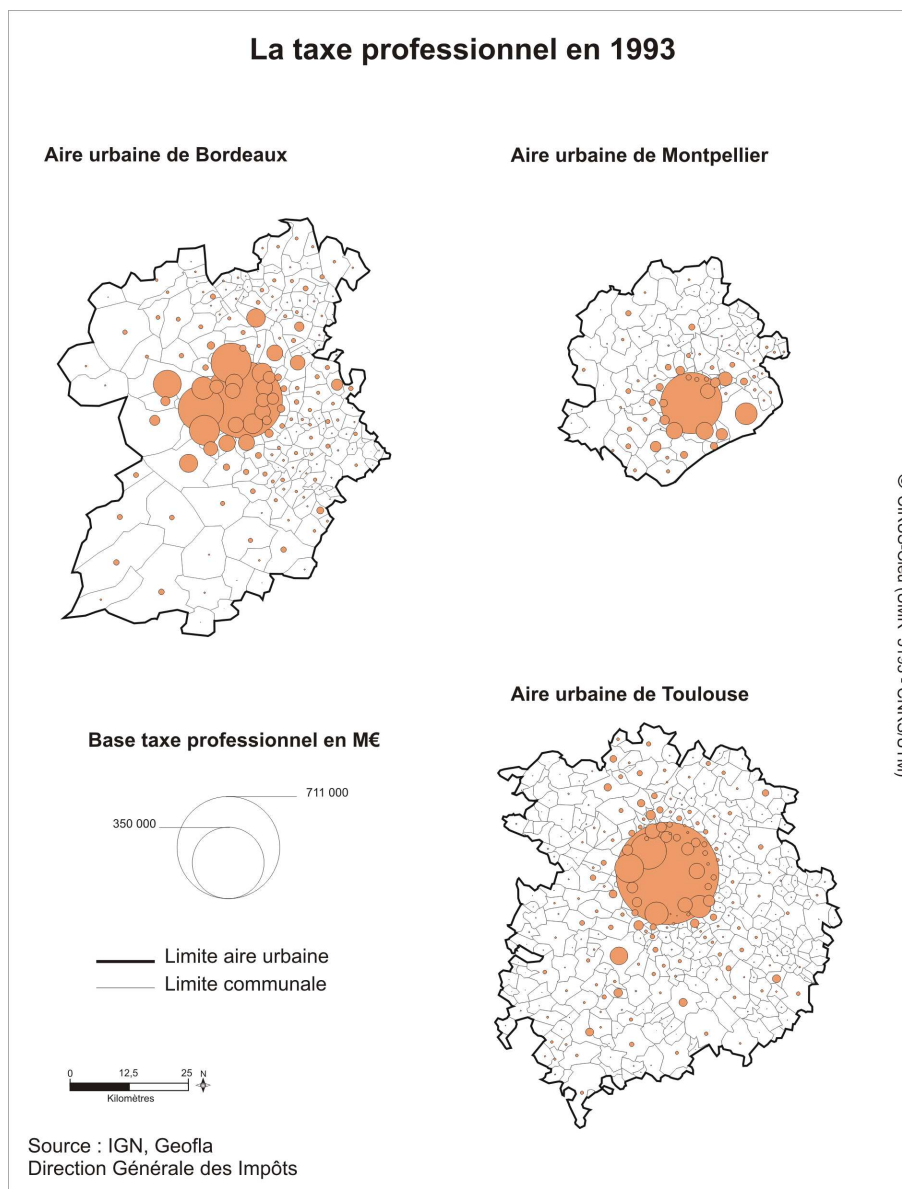 La taxe professionnel en 1993
Aire urbaine de Bordeaux
Aire urbaine de Montpellier
Aire urbaine de Toulouse
Base taxe professionnel en M€
711 000
350 000
Limite aire urbaine
Limite communale
0 12,5 25 N
Kilomètres
Source : IGN, Geofla
Direction Générale des Impôts